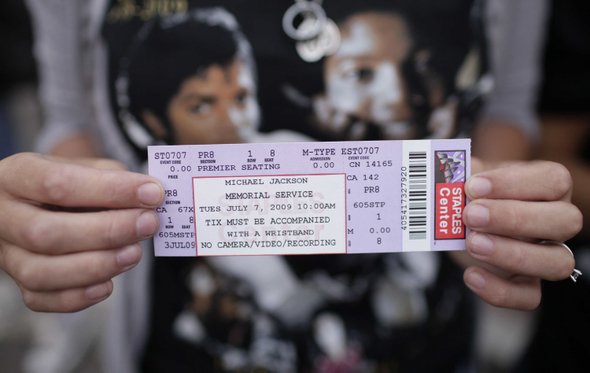 ST0707 PR8 1 8 M-TYPE EST0707
EVENT CODE SECTION ROW SEAT ADMISSION EVENT CODE
0.00 PREMIER SEATING 0.00 CN 14165
PRICE
PR8
CA 67X
1 8
605MSTP
3JUL09
MICHAEL JACKSON
MEMORIAL SERVICE
TUES JULY 7, 2009 10:00AM
TIX MUST BE ACCOMPANIED
WITH A WRISTBAND
NO CAMERA/VIDEO/RECORDING
CA 142
PR8
605STP
1
M 0.00
8
405417327920
STAPLES
Center